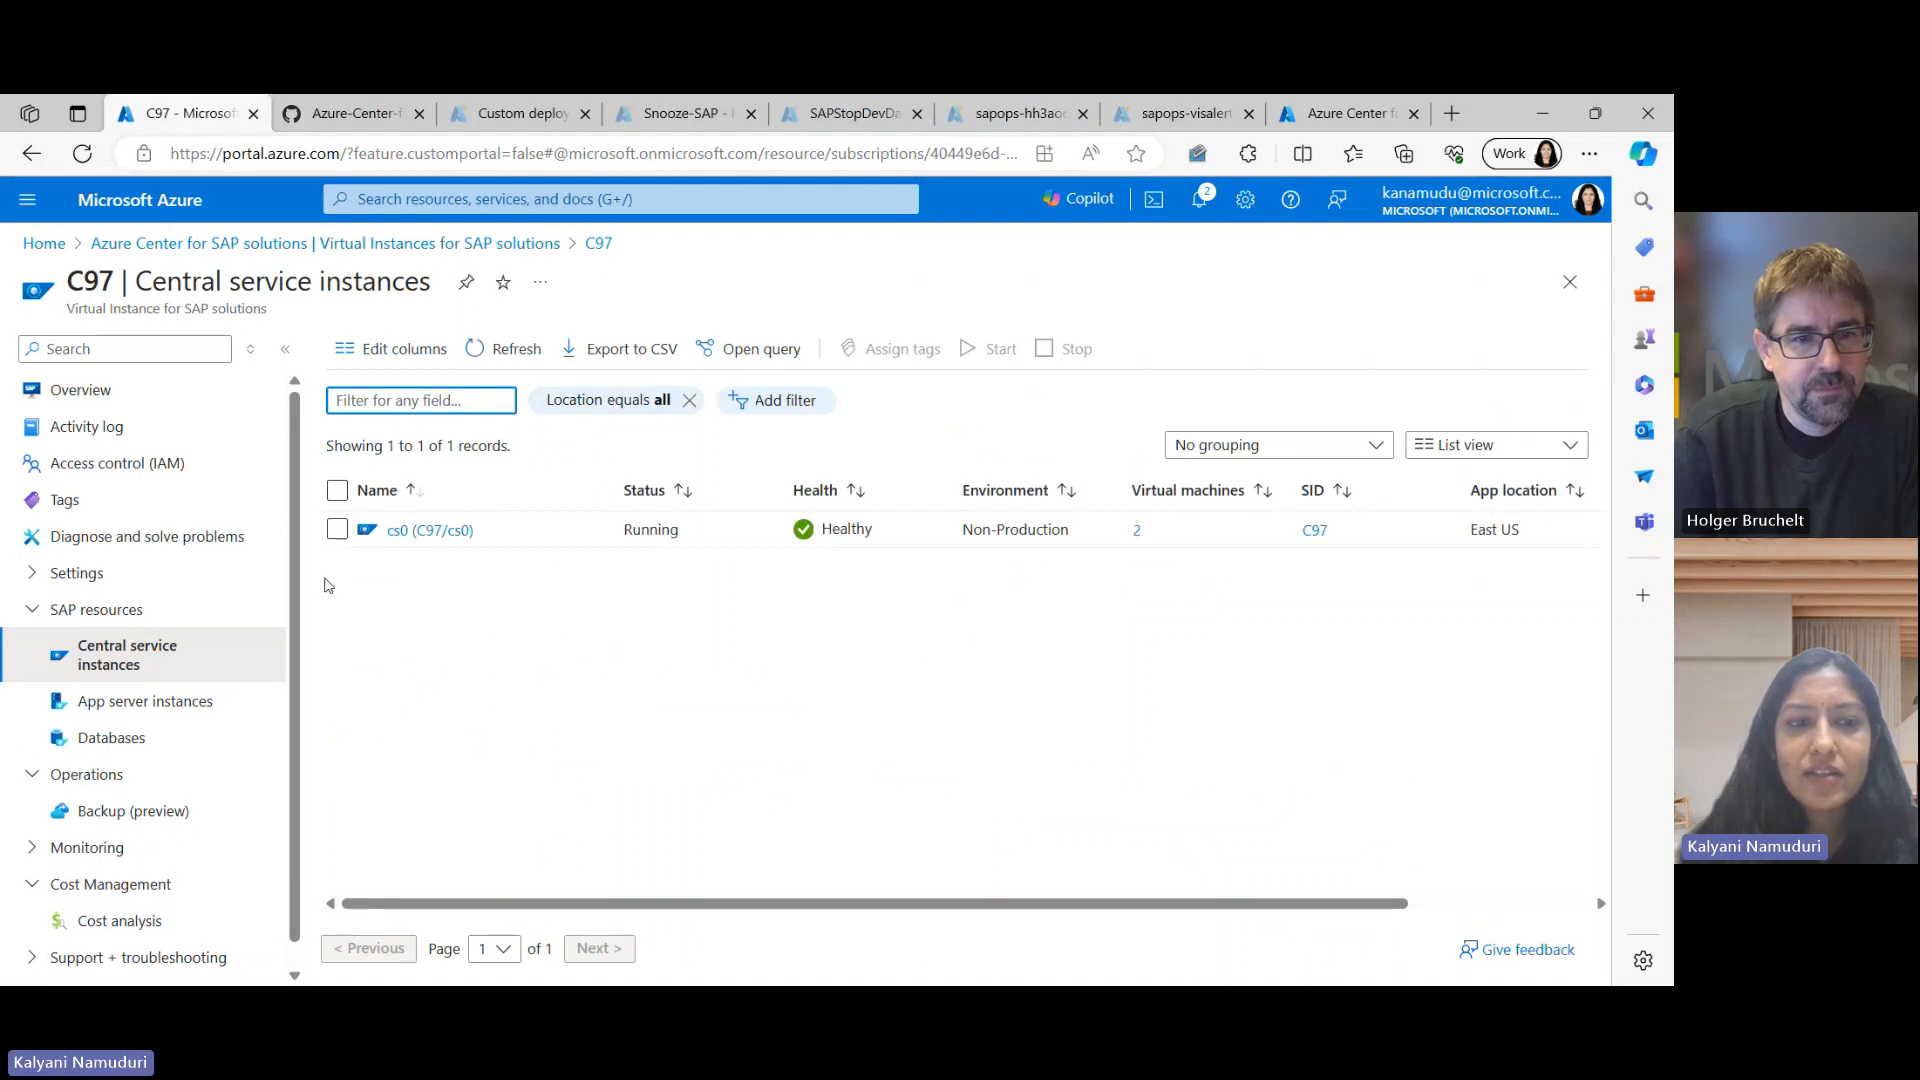 C97 - Microsof
Azure-Center-f
Custom deploy
Snooze-SAP -
SAPStopDevDa
sapops-hh3aoc
sapops-visalert
Azure Center f
https://portal.azure.com/?feature.customportal=false#@microsoft.onmicrosoft.com/resource/subscriptions/40449e6d-...
Work
Microsoft Azure
Search resources, services, and docs (G+/)
Copilot
2
kanamudu@microsoft.c...
MICROSOFT (MICROSOFT.ONMI...
Home > Azure Center for SAP solutions | Virtual Instances for SAP solutions > C97
C97 | Central service instances
Virtual Instance for SAP solutions
Search
Edit columns
Refresh
Export to CSV
Open query
Assign tags
Start
Stop
Overview
Activity log
Access control (IAM)
Tags
Diagnose and solve problems
Settings
SAP resources
Central service
instances
App server instances
Databases
Operations
Backup (preview)
Monitoring
Cost Management
Cost analysis
Support + troubleshooting
Filter for any field...
Location equals all
Add filter
Showing 1 to 1 of 1 records.
No grouping
List view
Name Status Health Environment Virtual machines SID App location
cs0 (C97/cs0) Running Healthy Non-Production 2 C97 East US
< Previous Page 1 of 1 Next >
Give feedback
Holger Bruchelt
Kalyani Namuduri
Kalyani Namuduri